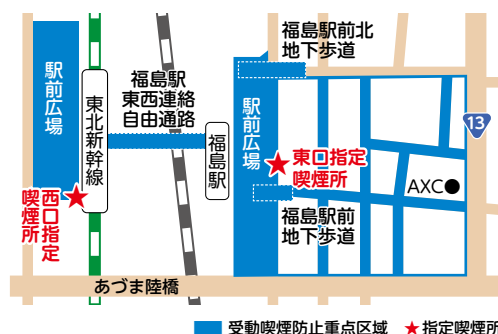 福島駅前北
地下歩道
駅前広場
東北新幹線
福島駅
東西連絡
自由通路
福島駅
駅前広場
13
東口指定
喫煙所
AXC
西口指定
喫煙所
福島駅前
地下歩道
あづま陸橋
受動喫煙防止重点区域
指定喫煙所